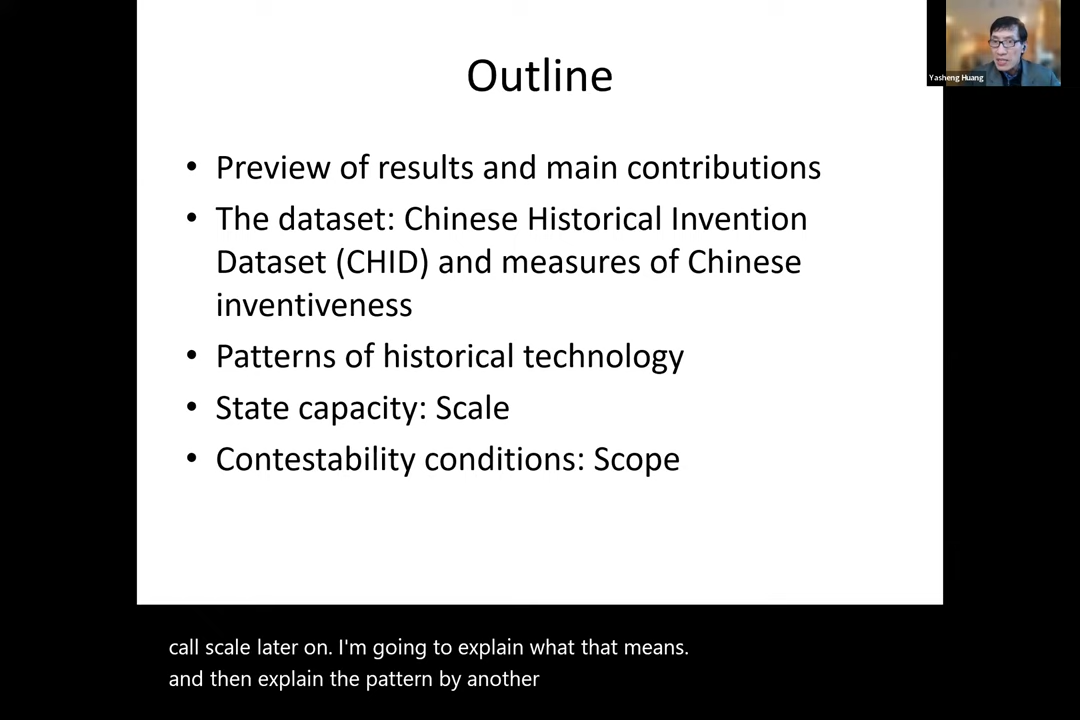 Outline
Yasheng Huang
• Preview of results and main contributions
• The dataset: Chinese Historical Invention
Dataset (CHID) and measures of Chinese
inventiveness
• Patterns of historical technology
• State capacity: Scale
• Contestability conditions: Scope
call scale later on. I'm going to explain what that means.
and then explain the pattern by another